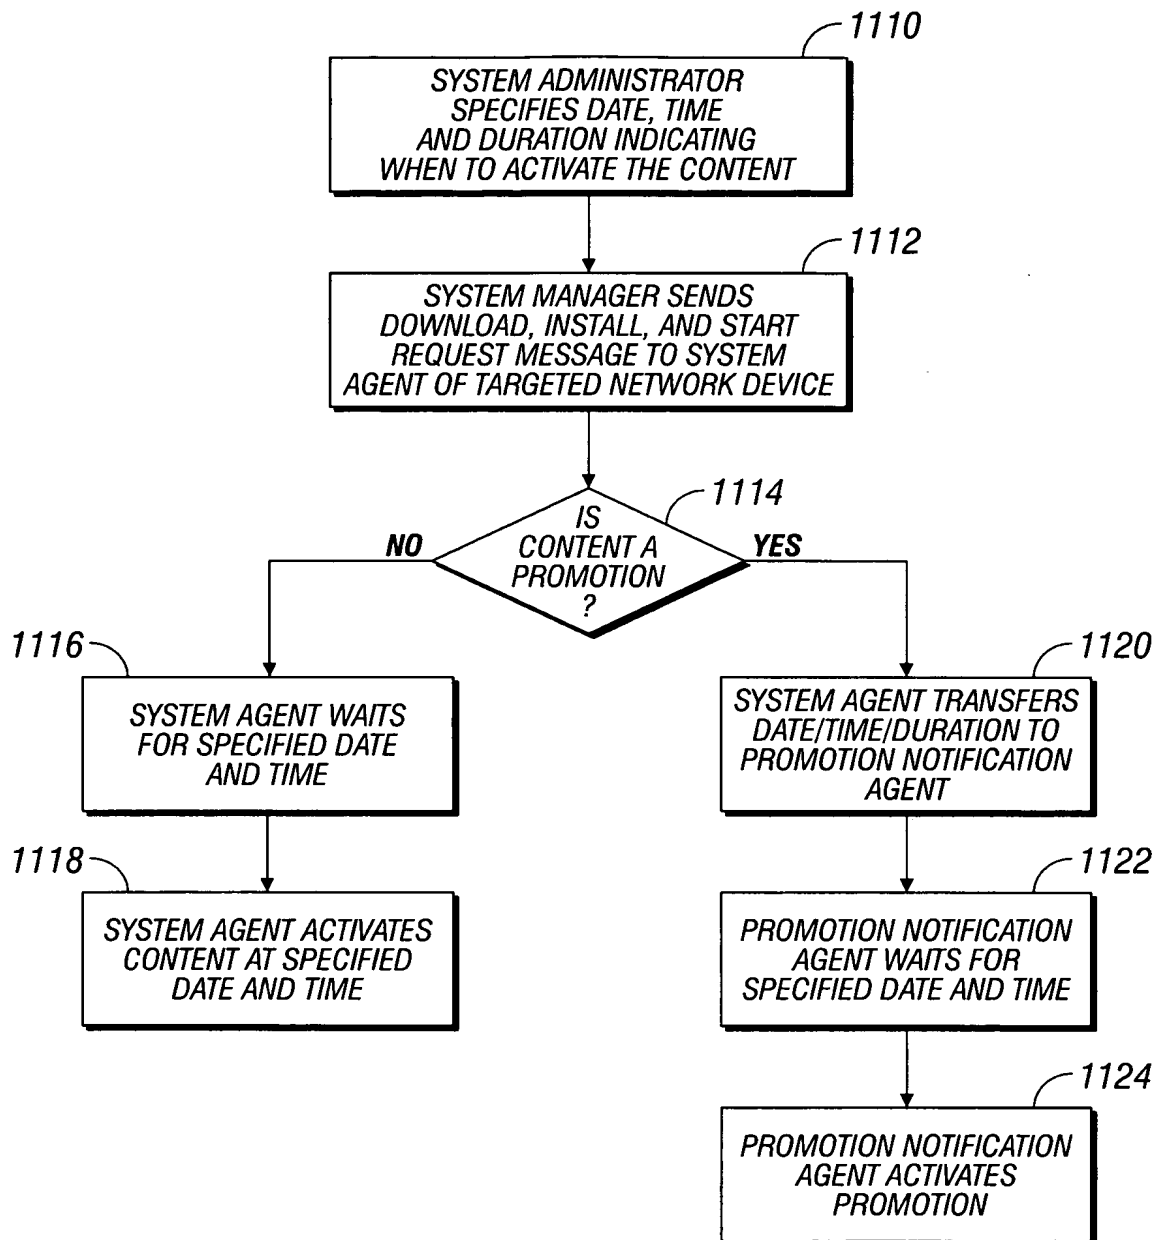 1110
SYSTEM ADMINISTRATOR
SPECIFIES DATE, TIME
AND DURATION INDICATING
WHEN TO ACTIVATE THE CONTENT
1112
SYSTEM MANAGER SENDS
DOWNLOAD, INSTALL, AND START
REQUEST MESSAGE TO SYSTEM
AGENT OF TARGETED NETWORK DEVICE
1114
IS
CONTENT A
PROMOTION
?
NO
YES
1116
SYSTEM AGENT WAITS
FOR SPECIFIED DATE
AND TIME
1118
SYSTEM AGENT ACTIVATES
CONTENT AT SPECIFIED
DATE AND TIME
1120
SYSTEM AGENT TRANSFERS
DATE/TIME/DURATION TO
PROMOTION NOTIFICATION
AGENT
1122
PROMOTION NOTIFICATION
AGENT WAITS FOR
SPECIFIED DATE AND TIME
1124
PROMOTION NOTIFICATION
AGENT ACTIVATES
PROMOTION